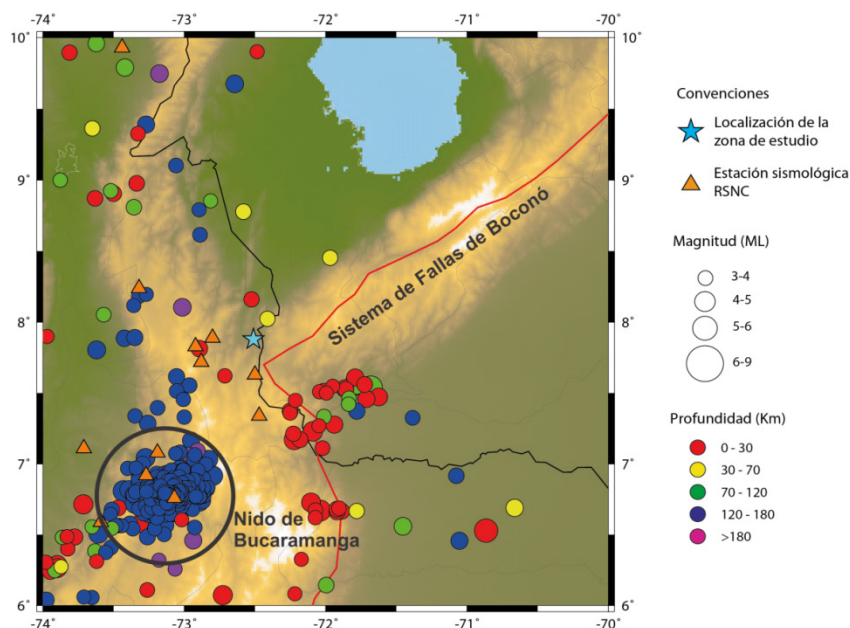 -74 -73 -72 -71 -70
10˚ 10˚
9˚ 9˚
8˚ 8˚
7˚ 7˚
6˚ 6˚
-74 -73 -72 -71 -70
Sistema de Fallas de Boconó
Nido de
Bucaramanga
Convenciones
Localización de la
zona de estudio
Estación sismológica
RSNC
Magnitud (ML)
3-4
4-5
5-6
6-9
Profundidad (Km)
0 - 30
30 - 70
70 - 120
120 - 180
>180